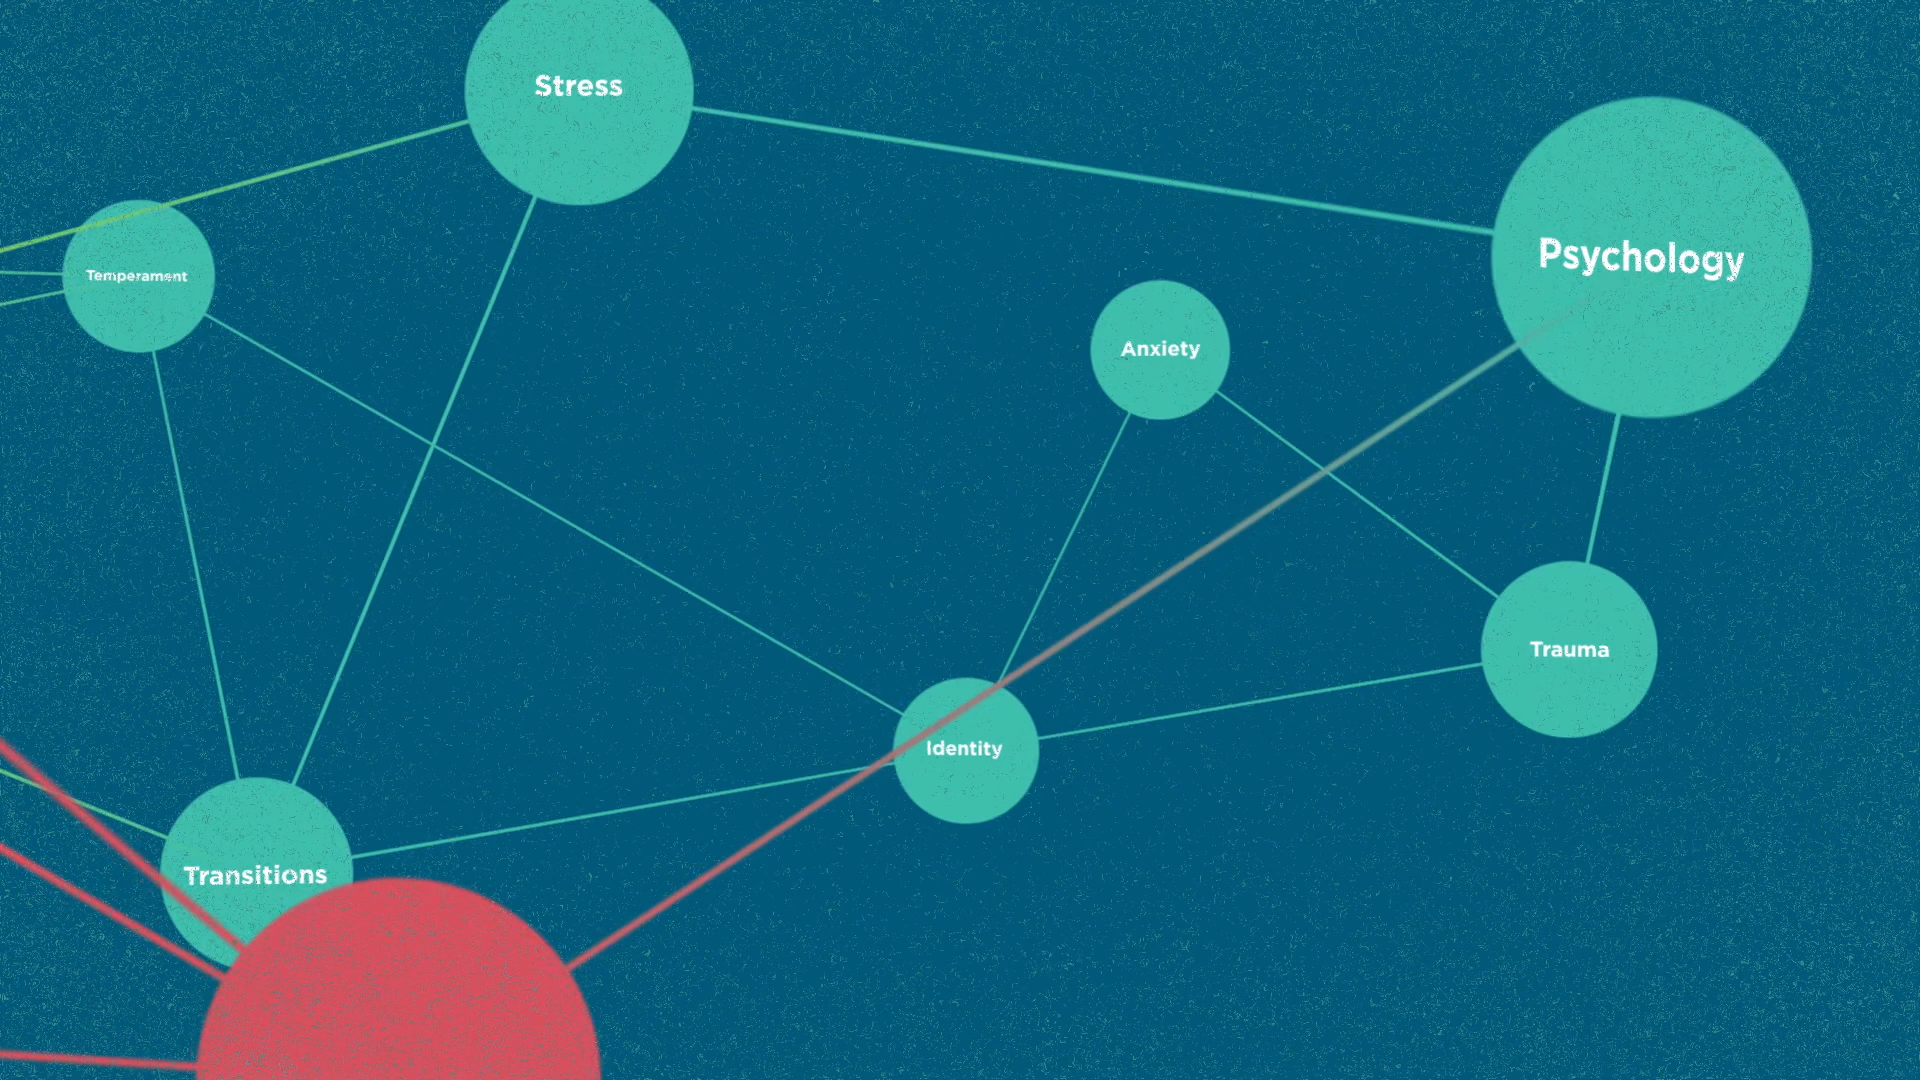 Stress
Psychology
Temperament
Anxiety
Trauma
Identity
Transitions